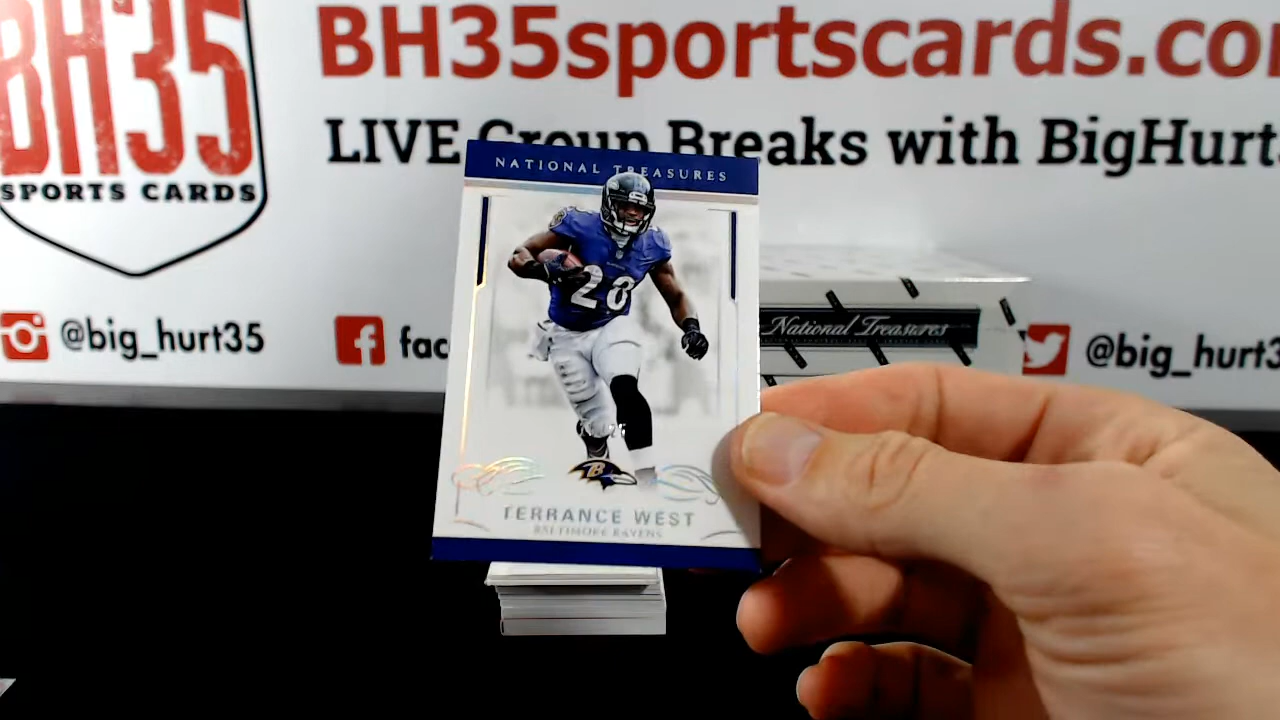 BH35
SPORTS CARDS
BH35sportscards.co
LIVE Group Breaks with BigHurt
@big_hurt35
fac
@big_hurt3
National Treasures
NATIONAL TREASURES
28
TERRANCE WEST
BALTIMORE RAVENS